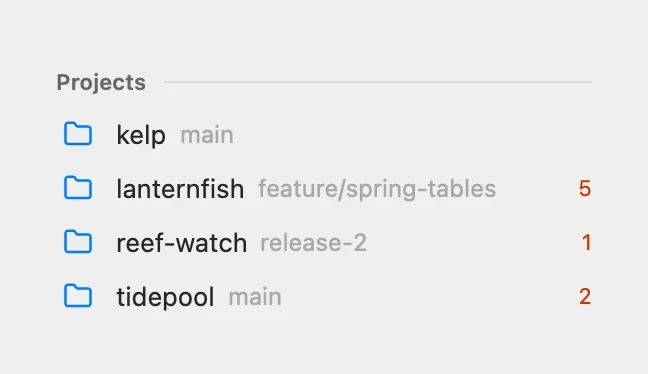 Projects
kelp main
lanternfish feature/spring-tables 5
reef-watch release-2 1
tidepool main 2